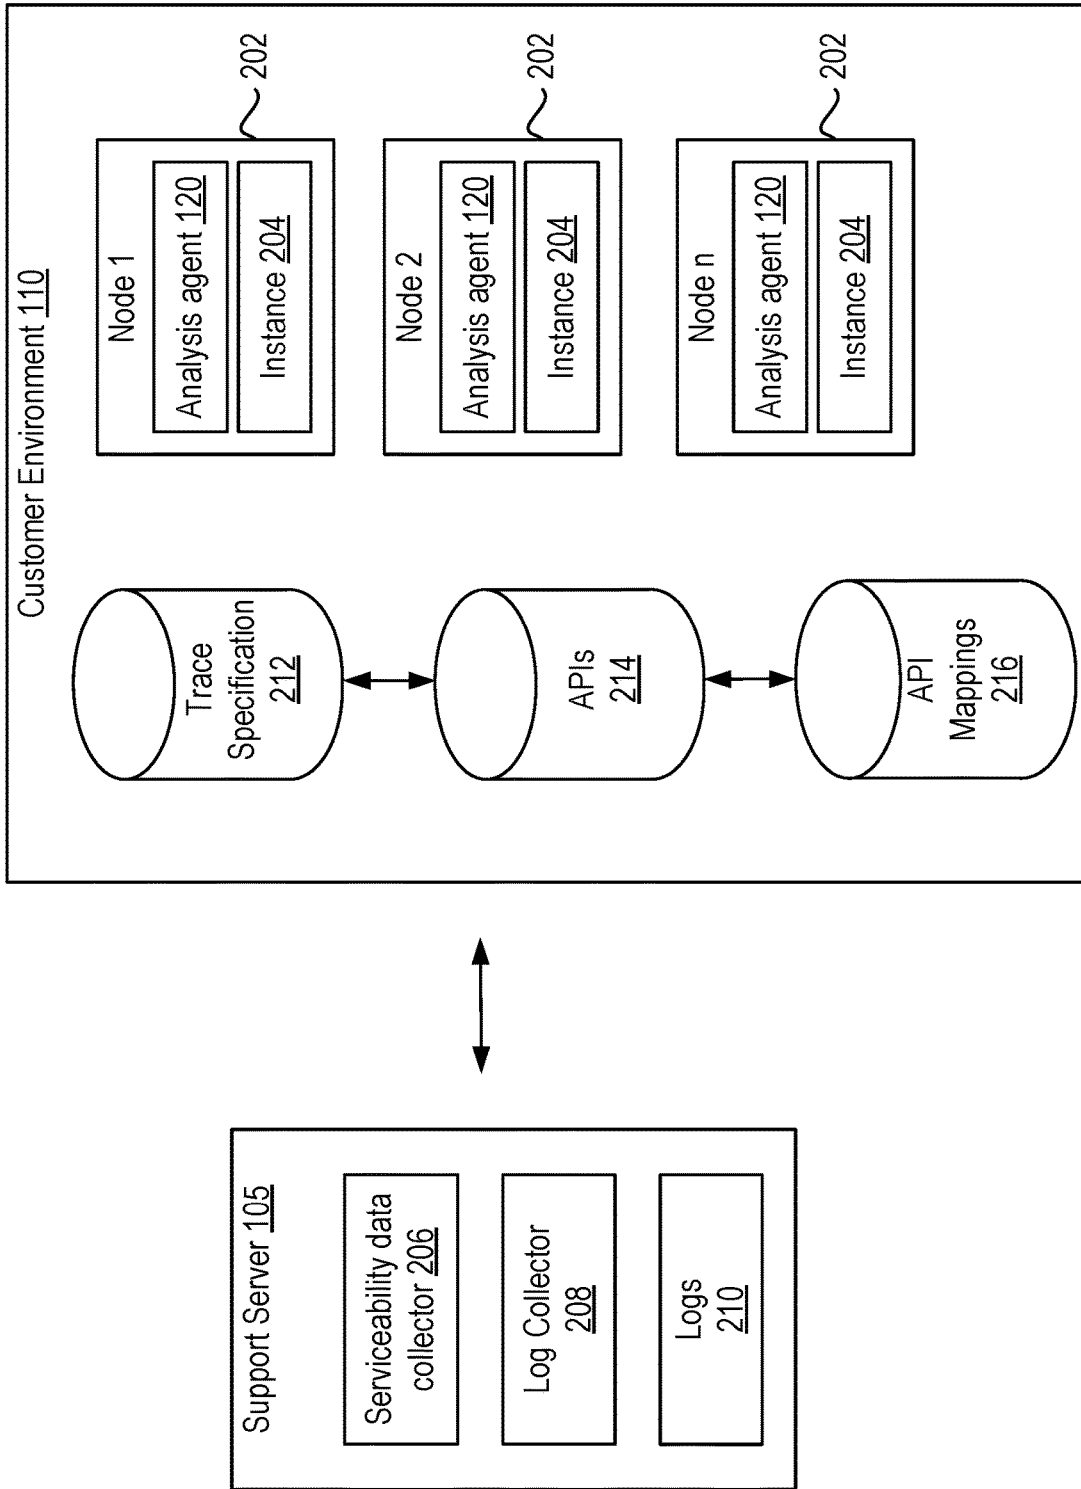 Support Server 105
Serviceability data
collector 206
Log Collector
208
Logs
210
Customer Environment 110
Trace
Specification
212
APIs
214
API
Mappings
216
Node 1
Analysis agent 120
Instance 204
202
Node 2
Analysis agent 120
Instance 204
202
Node n
Analysis agent 120
Instance 204
202